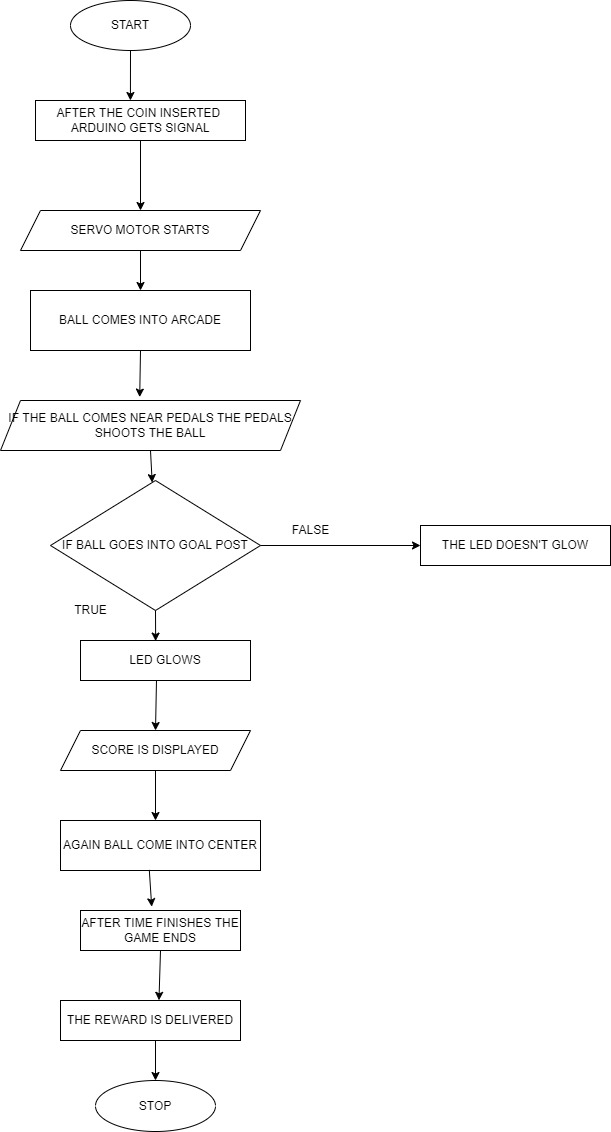 START
AFTER THE COIN INSERTED
ARDUINO GETS SIGNAL
SERVO MOTOR STARTS
BALL COMES INTO ARCADE
IF THE BALL COMES NEAR PEDALS THE PEDALS
SHOOTS THE BALL
IF BALL GOES INTO GOAL POST
FALSE
THE LED DOESN'T GLOW
TRUE
LED GLOWS
SCORE IS DISPLAYED
AGAIN BALL COME INTO CENTER
AFTER TIME FINISHES THE
GAME ENDS
THE REWARD IS DELIVERED
STOP